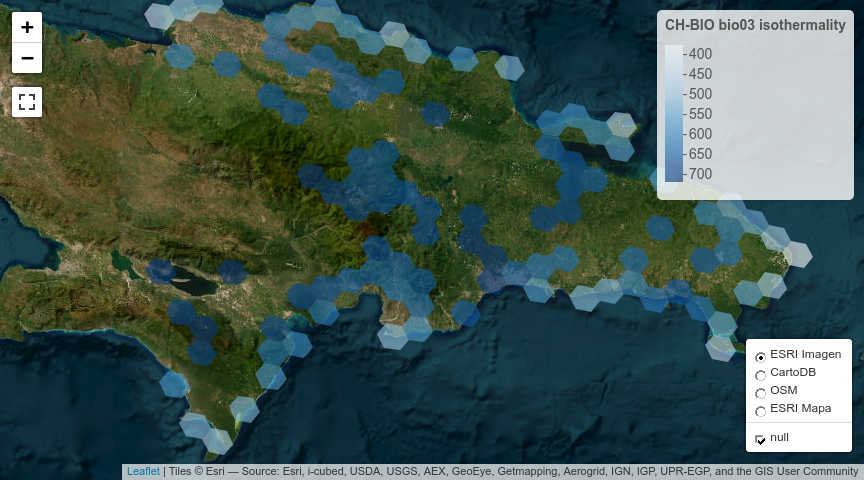 +
−
CH-BIO bio03 isothermality
400
450
500
550
600
650
700
ESRI Imagen
CartoDB
OSM
ESRI Mapa
null
Leaflet | Tiles © Esri — Source: Esri, i-cubed, USDA, USGS, AEX, GeoEye, Getmapping, Aerogrid, IGN, IGP, UPR-EGP, and the GIS User Community